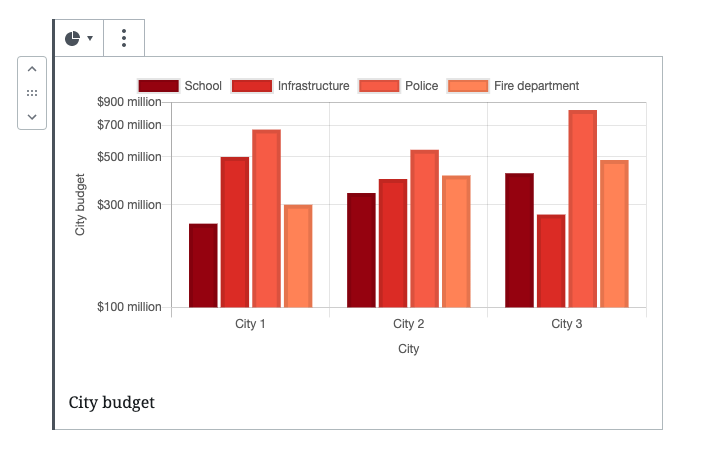 School Infrastructure Police Fire department
$900 million
$700 million
$500 million
$300 million
$100 million
City budget
City 1 City 2 City 3
City
City budget